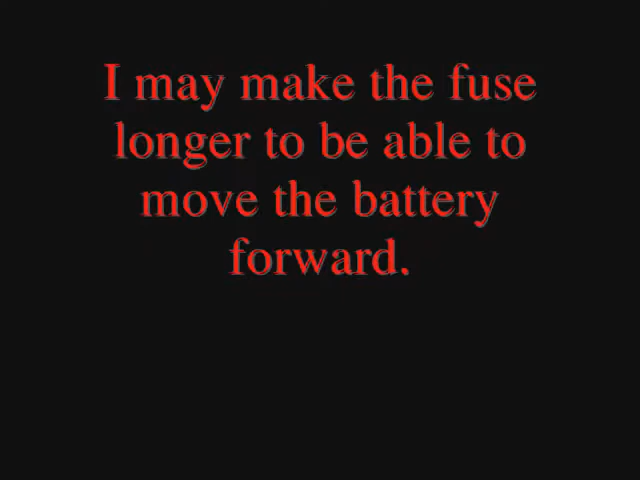 I may make the fuse
longer to be able to
move the battery
forward.